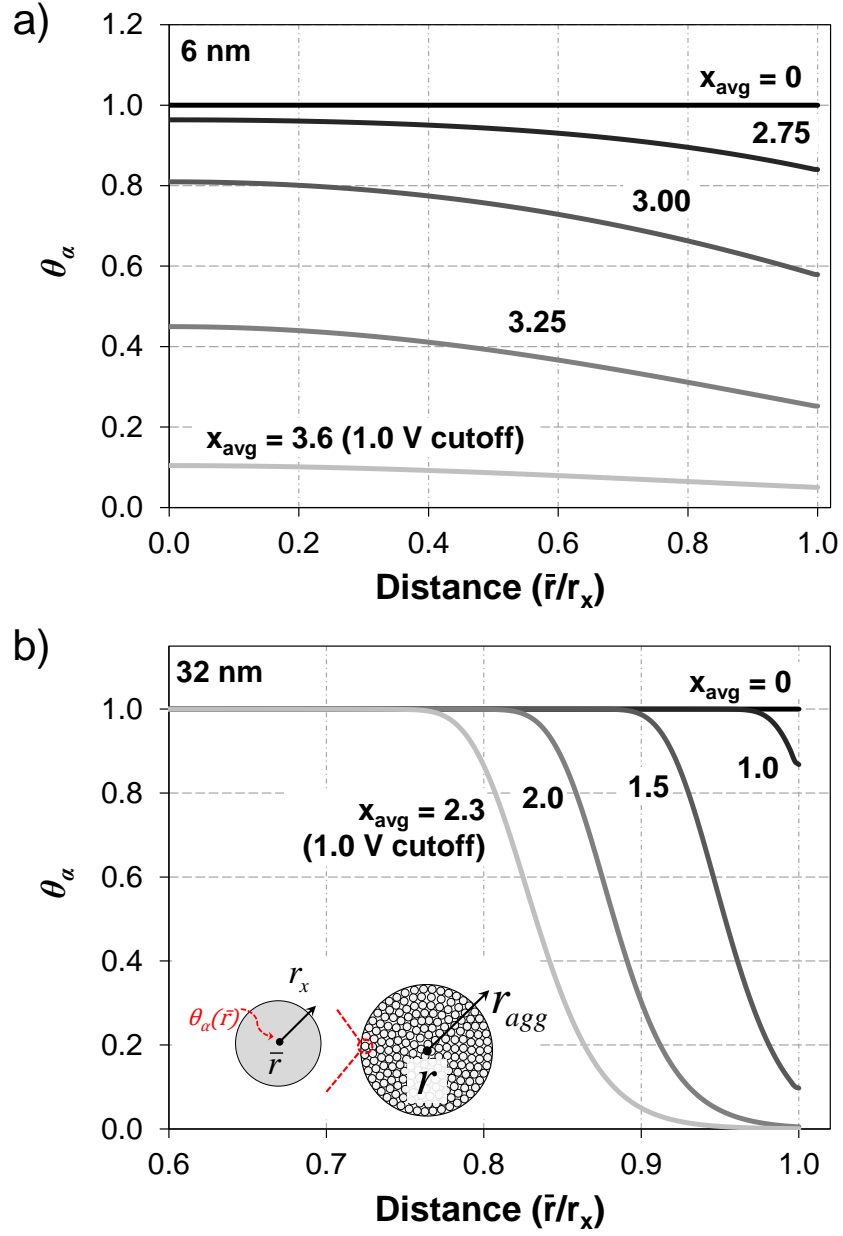 a)
6 nm
x_avg = 0
2.75
3.00
3.25
x_avg = 3.6 (1.0 V cutoff)
1.2
1.0
0.8
0.6
0.4
0.2
0.0
θ_α
0.0 0.2 0.4 0.6 0.8 1.0
Distance (r̄/r_x)
b)
32 nm
x_avg = 0
1.0
1.5
2.0
x_avg = 2.3
(1.0 V cutoff)
1.0
0.8
0.6
0.4
0.2
0.0
θ_α
r_x
θ_α(r̄)
r̄
r_agg
r
0.6 0.7 0.8 0.9 1.0
Distance (r̄/r_x)